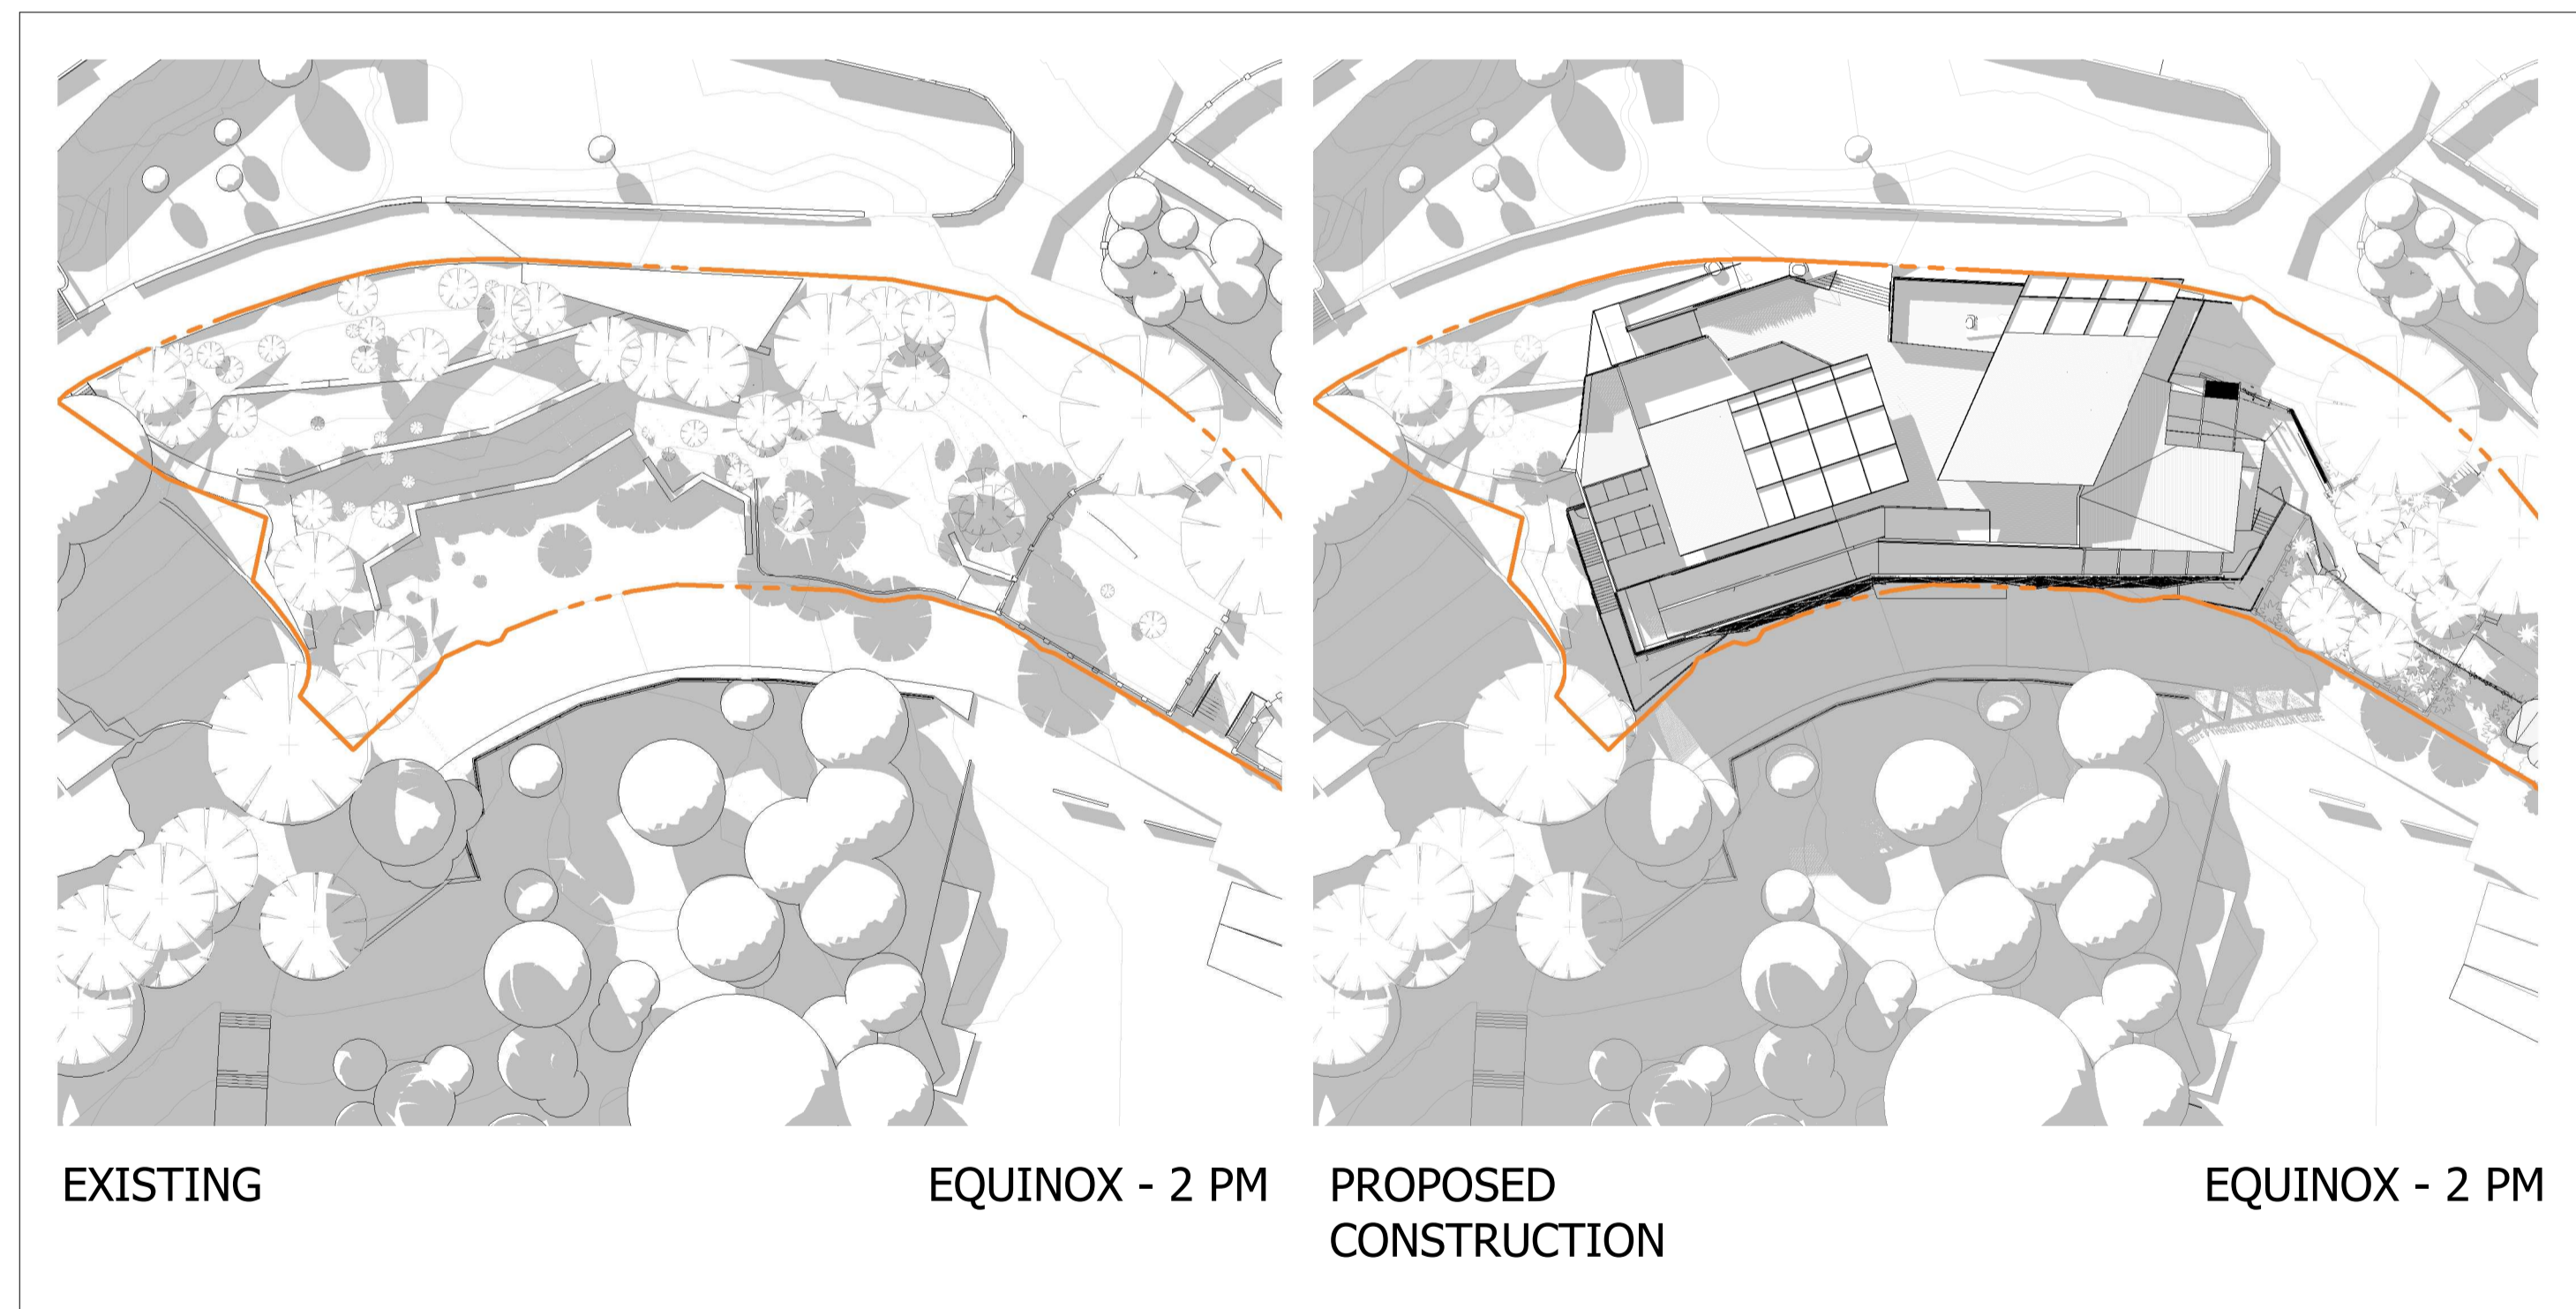 EXISTING
EQUINOX - 2 PM
PROPOSED
CONSTRUCTION
EQUINOX - 2 PM